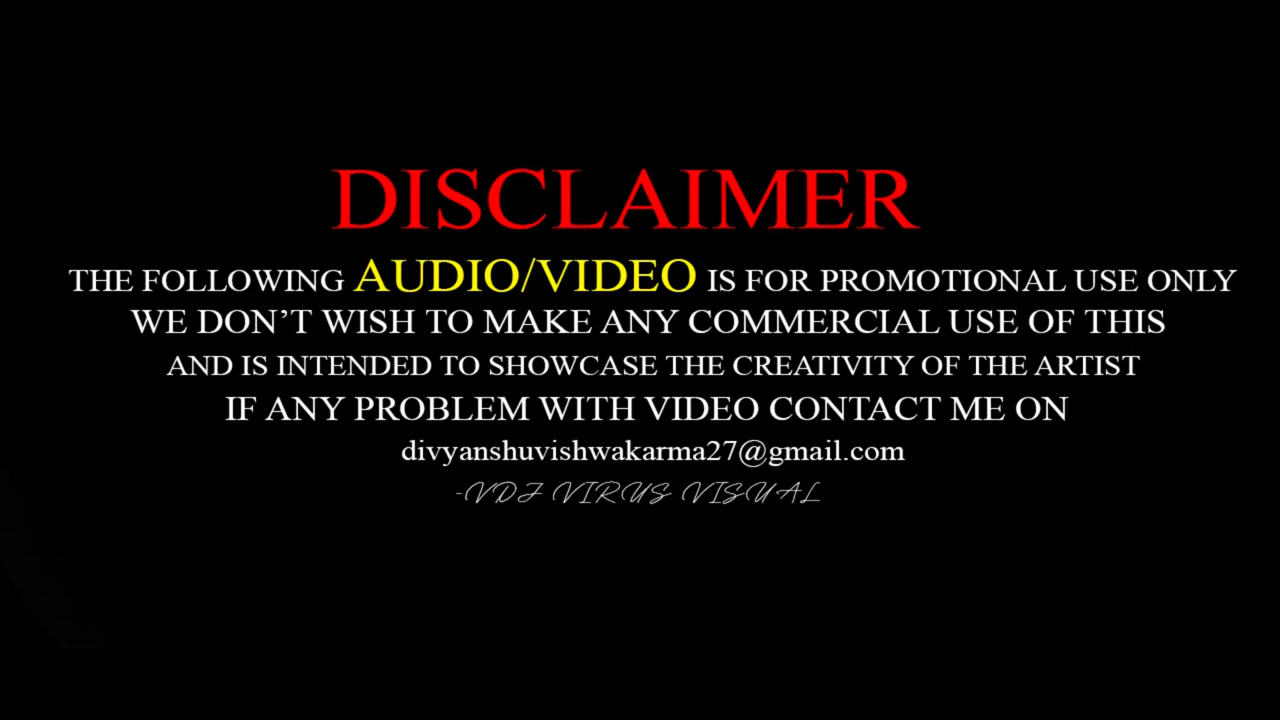 DISCLAIMER
THE FOLLOWING AUDIO/VIDEO IS FOR PROMOTIONAL USE ONLY
WE DON’T WISH TO MAKE ANY COMMERCIAL USE OF THIS
AND IS INTENDED TO SHOWCASE THE CREATIVITY OF THE ARTIST
IF ANY PROBLEM WITH VIDEO CONTACT ME ON
divyanshuvishwakarma27@gmail.com
-VDJ VIRUS VISUAL